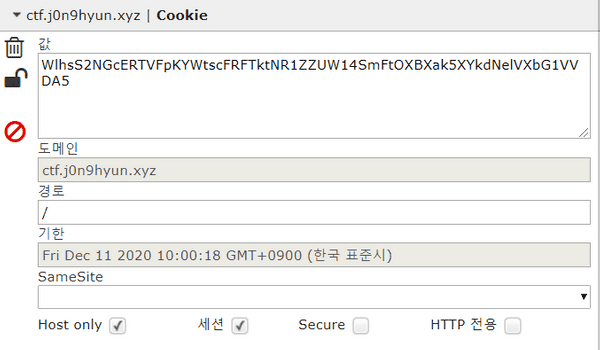 ctf.j0n9hyun.xyz | Cookie
값
WlhsS2NGcERTVFpKYWtscFRFTktNR1ZZUW14SmFtOXBXak5XYkdNelVXbG1VV
DA5
도메인
ctf.j0n9hyun.xyz
경로
/
기한
Fri Dec 11 2020 10:00:18 GMT+0900 (한국 표준시)
SameSite
Host only 세션 Secure HTTP 전용